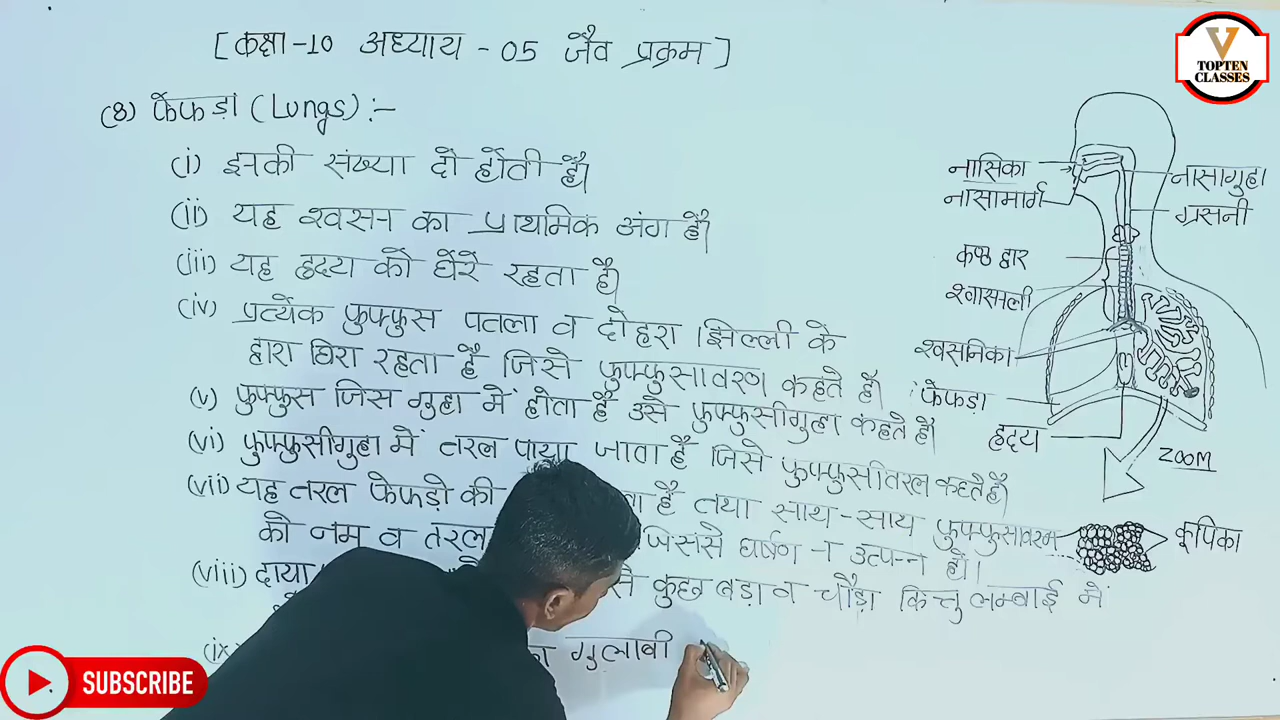 [कक्षा-10 अध्याय - 05 जैव प्रक्रम]
(8) फेफड़ा (Lungs) :-
(i) इनकी संख्या दो होती है।
(ii) यह श्वसन का प्राथमिक अंग है।
(iii) यह हृदय को घेरे रहता है।
(iv) प्रत्येक फुफ्फुस पतला व दोहरा झिल्ली के
द्वारा घिरा रहता है जिसे फुफ्फुसावरण कहते है।
(v) फुफ्फुस जिस गुहा में होता है उसे फुफ्फुसीगुहा कहते है।
(vi) फुफ्फुसीगुहा में तरल पाया जाता है जिसे फुफ्फुसीतरल कहते है।
(vii) यह तरल फेफड़ो की है तथा साथ-साथ फुफ्फुसावरण
को नम व तरल जिससे घर्षण न उत्पन्न हो।
(viii) दाया से कुछ बड़ा व चौड़ा किन्तु लम्बाई में
(ix) गुलाबी
V
TOPTEN
CLASSES
नासिका
नासामार्ग
कण्ठ द्वार
श्वासनली
श्वसनिका
फेफड़ा
हृदय
नासागुहा
ग्रसनी
ZOOM
कूपिका
SUBSCRIBE